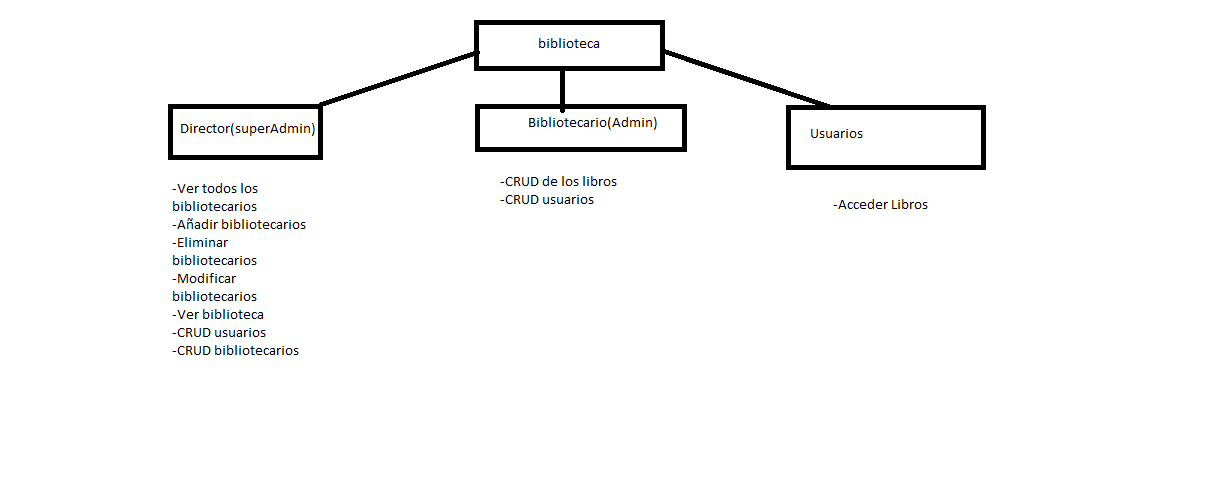 biblioteca
Director(superAdmin)
-Ver todos los
bibliotecarios
-Añadir bibliotecarios
-Eliminar
bibliotecarios
-Modificar
bibliotecarios
-Ver biblioteca
-CRUD usuarios
-CRUD bibliotecarios
Bibliotecario(Admin)
-CRUD de los libros
-CRUD usuarios
Usuarios
-Acceder Libros